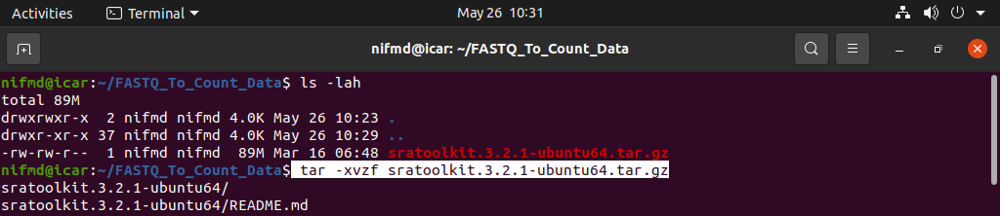 Activities Terminal May 26 10:31
nifmd@icar: ~/FASTQ_To_Count_Data
nifmd@icar:~/FASTQ_To_Count_Data$ ls -lah
total 89M
drwxrwxr-x  2 nifmd nifmd 4.0K May 26 10:23 .
drwxr-xr-x 37 nifmd nifmd 4.0K May 26 10:29 ..
-rw-rw-r--  1 nifmd nifmd  89M Mar 16 06:48 sratoolkit.3.2.1-ubuntu64.tar.gz
nifmd@icar:~/FASTQ_To_Count_Data$ tar -xvzf sratoolkit.3.2.1-ubuntu64.tar.gz
sratoolkit.3.2.1-ubuntu64/
sratoolkit.3.2.1-ubuntu64/README.md